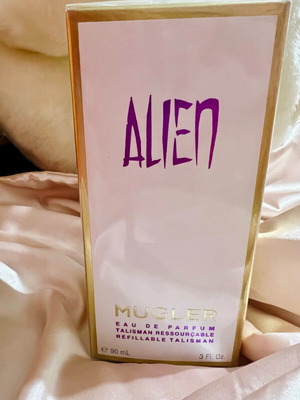 ALIEN
MUGLER
EAU DE PARFUM
TALISMAN RESSOURÇABLE
REFILLABLE TALISMAN
℮ 90 mL 3 Fl. Oz.